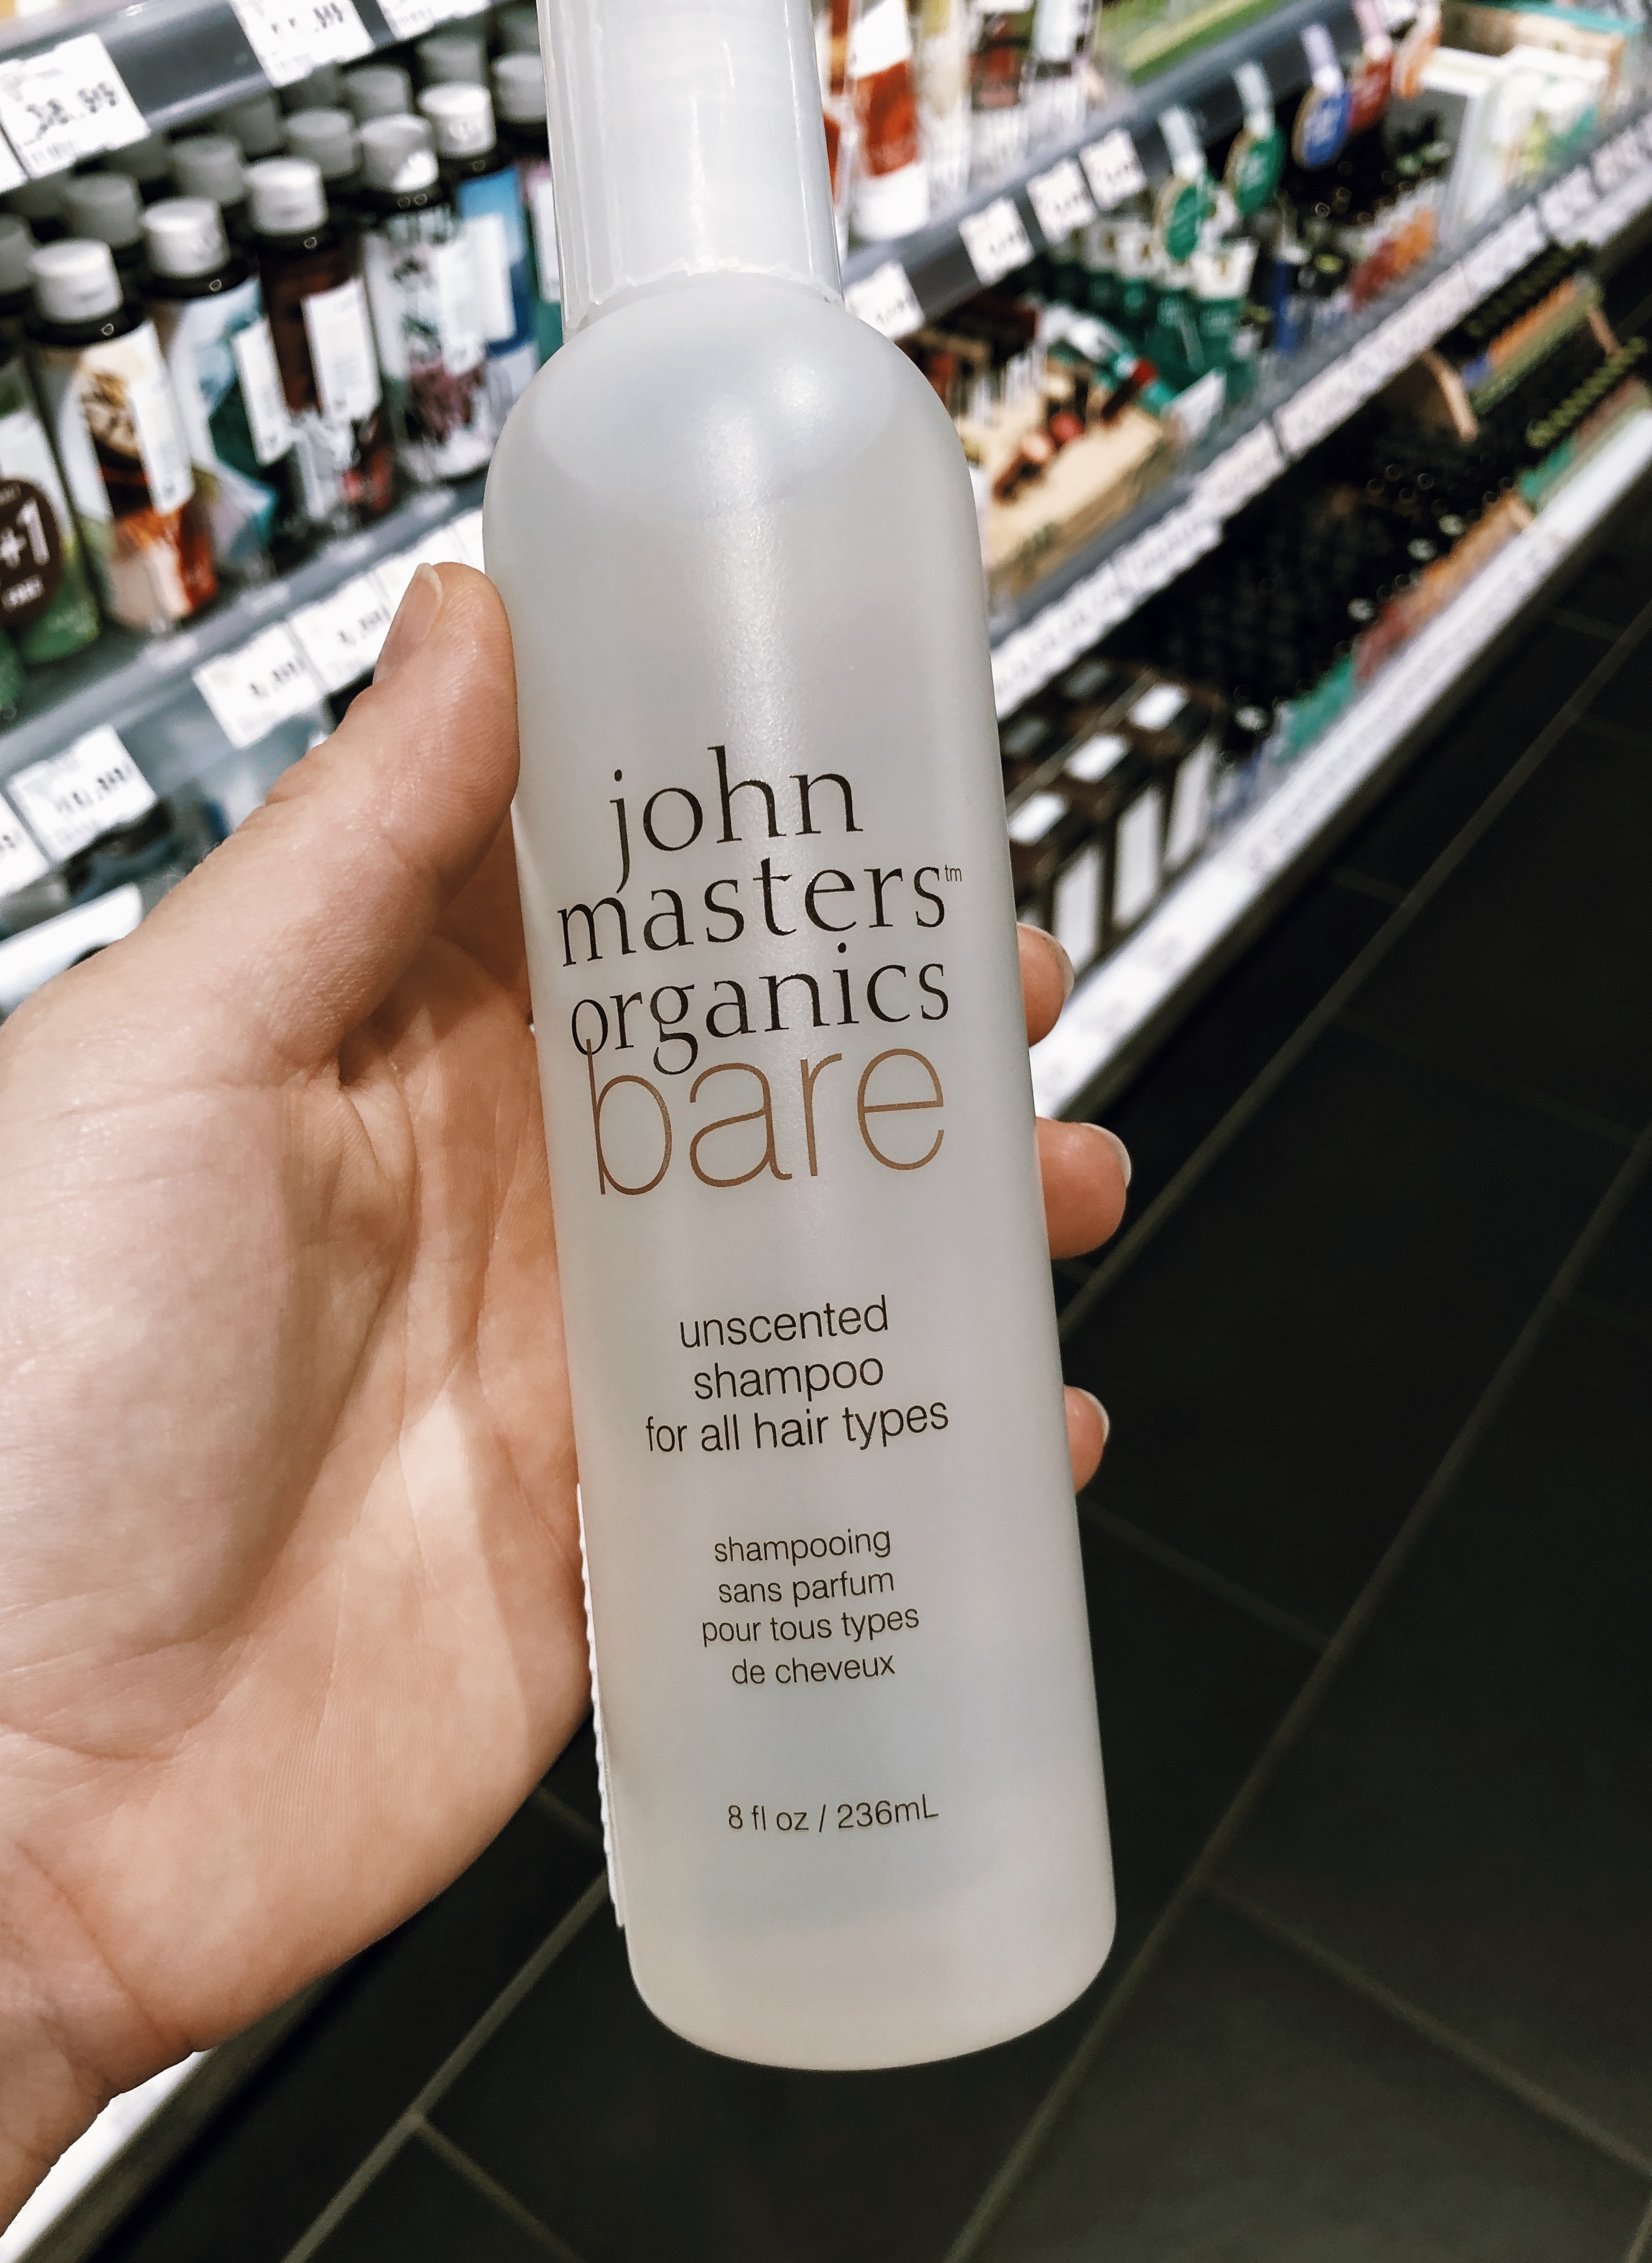 john
masters™
organics
bare
unscented
shampoo
for all hair types
shampooing
sans parfum
pour tous types
de cheveux
8 fl oz / 236mL
+1